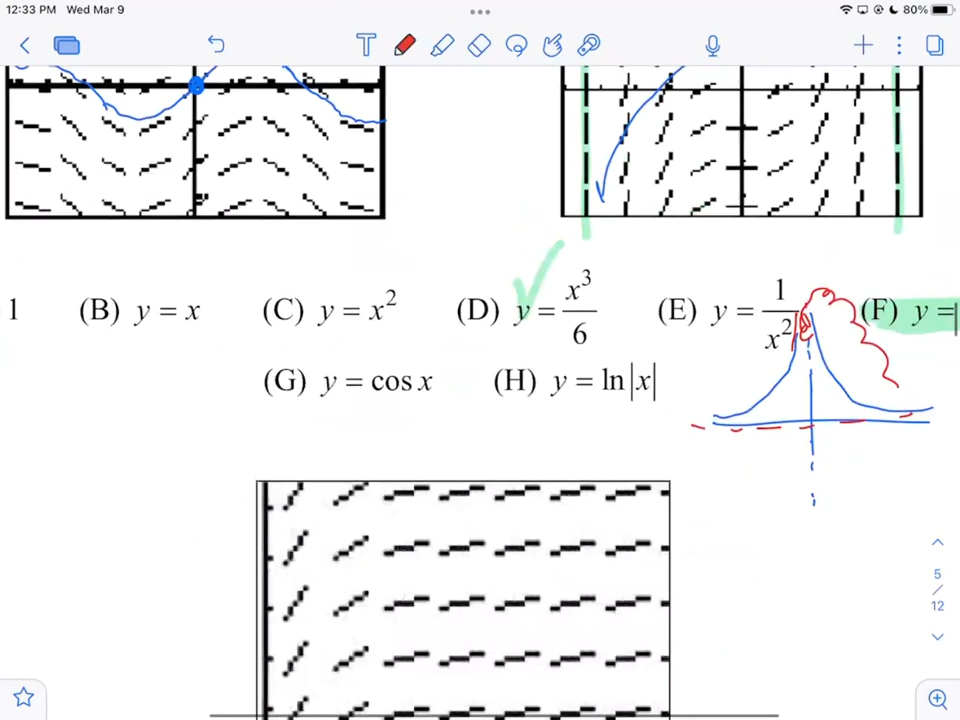 12:33 PM Wed Mar 9
80%
T
1 (B) y = x (C) y = x² (D) y = x³/6 (E) y = 1/x² (F) y =
(G) y = cos x (H) y = ln|x|
5
/
12